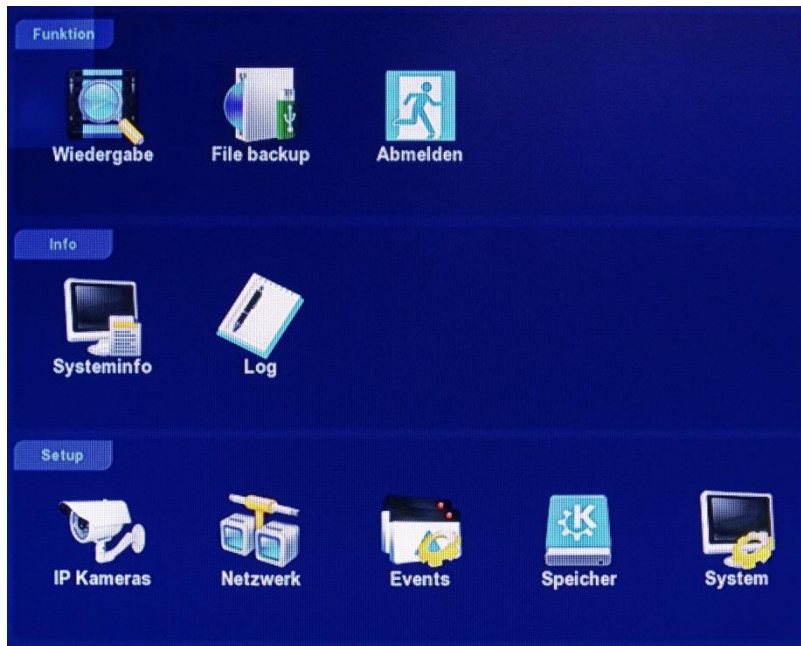 Funktion
Wiedergabe File backup Abmelden
Info
Systeminfo Log
Setup
K
IP Kameras Netzwerk Events Speicher System